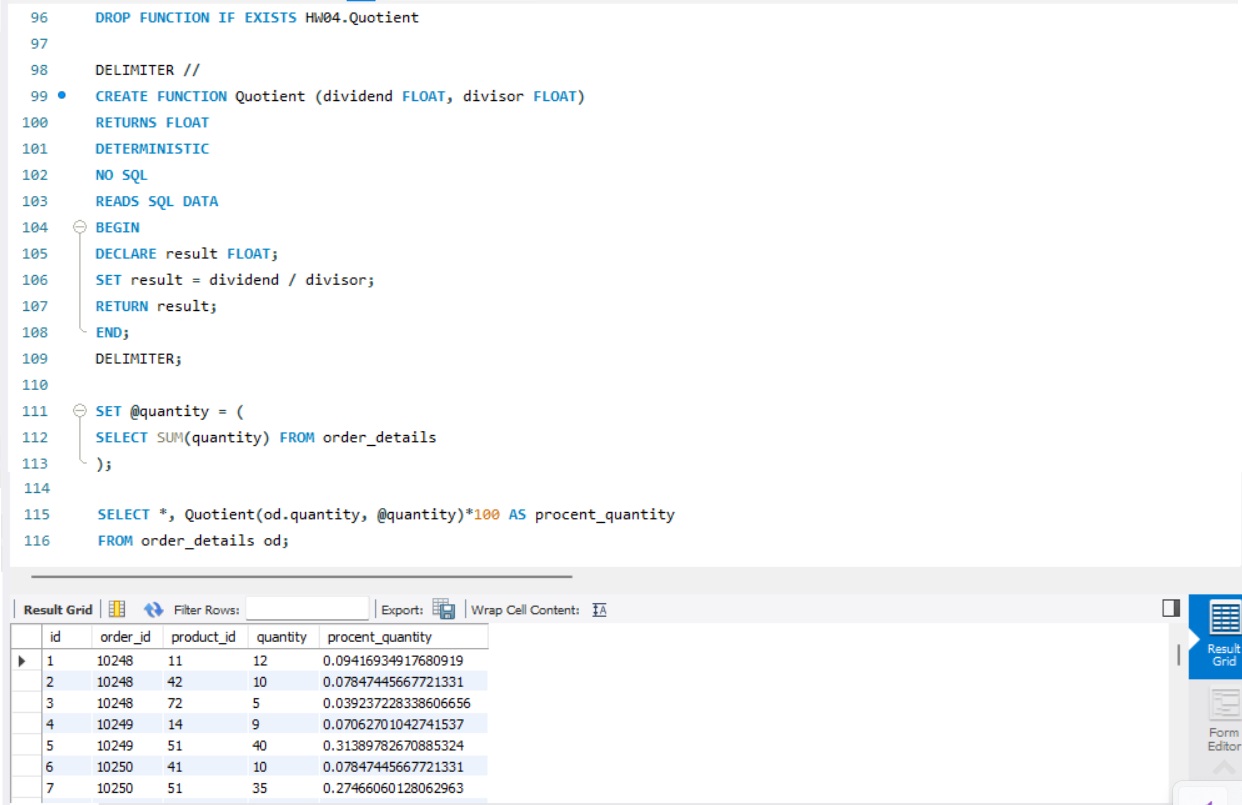 96 DROP FUNCTION IF EXISTS HW04.Quotient
97
98 DELIMITER //
99 CREATE FUNCTION Quotient (dividend FLOAT, divisor FLOAT)
100 RETURNS FLOAT
101 DETERMINISTIC
102 NO SQL
103 READS SQL DATA
104 BEGIN
105 DECLARE result FLOAT;
106 SET result = dividend / divisor;
107 RETURN result;
108 END;
109 DELIMITER;
110
111 SET @quantity = (
112 SELECT SUM(quantity) FROM order_details
113 );
114
115 SELECT *, Quotient(od.quantity, @quantity)*100 AS procent_quantity
116 FROM order_details od;
Result Grid Filter Rows: Export: Wrap Cell Content: IA
id order_id product_id quantity procent_quantity
1 10248 11 12 0.09416934917680919
2 10248 42 10 0.07847445667721331
3 10248 72 5 0.039237228338606656
4 10249 14 9 0.07062701042741537
5 10249 51 40 0.31389782670885324
6 10250 41 10 0.07847445667721331
7 10250 51 35 0.27466060128062963
Result
Grid
Form
Editor